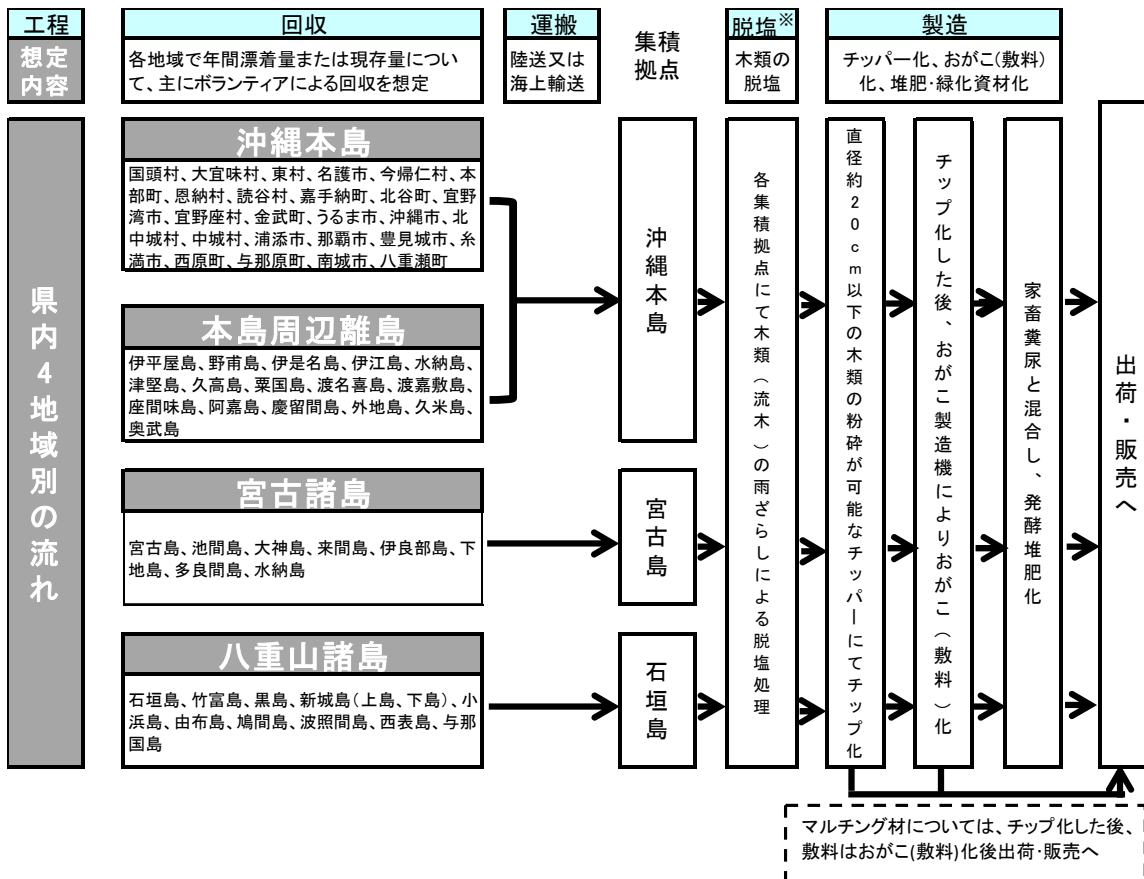 工程
回収
運搬
集積
拠点
脱塩※
製造
想定
内容
各地域で年間漂着量または現存量につい
て、主にボランティアによる回収を想定
陸送又は
海上輸送
木類の
脱塩
チッパー化、おがこ(敷料)
化、堆肥・緑化資材化
県内4地域別の流れ
沖縄本島
国頭村、大宜味村、東村、名護市、今帰仁村、本
部町、恩納村、読谷村、嘉手納町、北谷町、宜野
湾市、宜野座村、金武町、うるま市、沖縄市、北
中城村、中城村、浦添市、那覇市、豊見城市、糸
満市、西原町、与那原町、南城市、八重瀬町
本島周辺離島
伊平屋島、野甫島、伊是名島、伊江島、水納島、
津堅島、久高島、粟国島、渡名喜島、渡嘉敷島、
座間味島、阿嘉島、慶留間島、外地島、久米島、
奥武島
宮古諸島
宮古島、池間島、大神島、来間島、伊良部島、下
地島、多良間島、水納島
八重山諸島
石垣島、竹富島、黒島、新城島(上島、下島)、小
浜島、由布島、鳩間島、波照間島、西表島、与那
国島
沖縄本島
宮古島
石垣島
各集積拠点にて木類(流木)の雨ざらしによる脱塩処理
直径約20cm以下の木類の粉砕が可能なチッパーにてチップ化
チップ化した後、おがこ製造機によりおがこ(敷料)化
家畜糞尿と混合し、発酵堆肥化
出荷・販売へ
マルチング材については、チップ化した後、
敷料はおがこ(敷料)化後出荷・販売へ